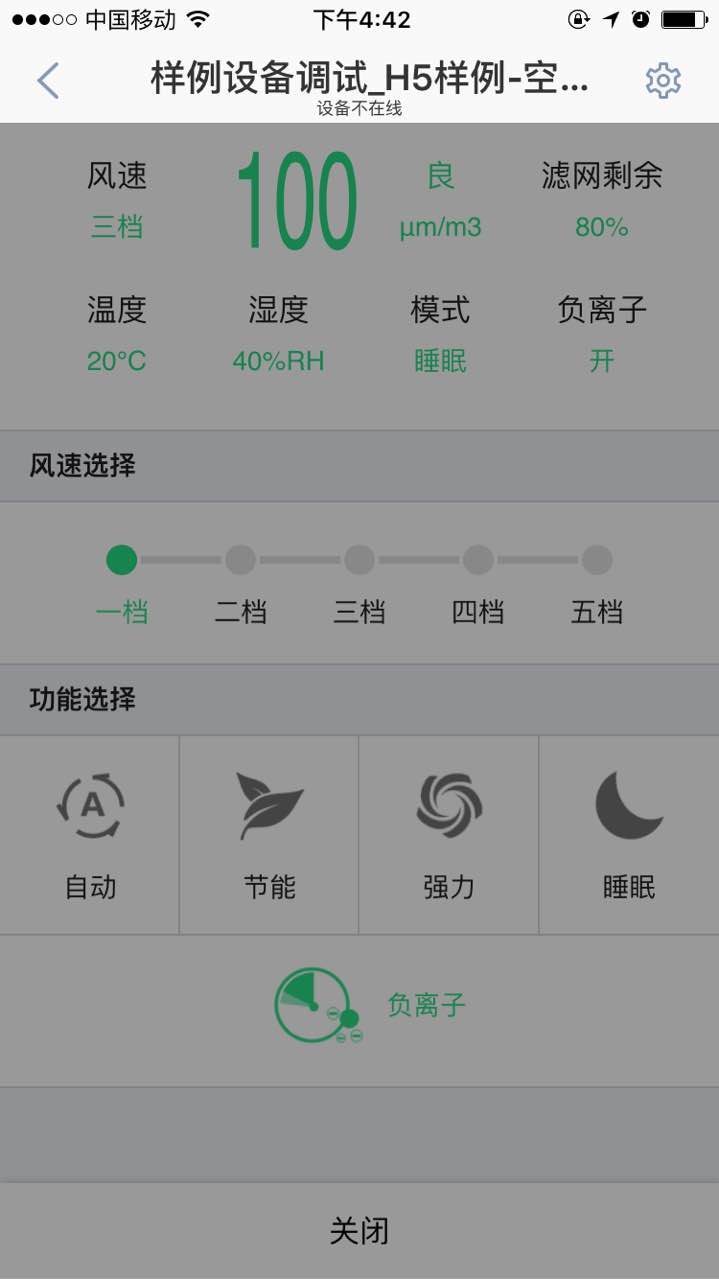 中国移动 下午4:42
样例设备调试_H5样例-空...
设备不在线
风速 100 良 滤网剩余
三档 µm/m3 80%
温度 湿度 模式 负离子
20°C 40%RH 睡眠 开
风速选择
一档 二档 三档 四档 五档
功能选择
A
自动 节能 强力 睡眠
负离子
关闭